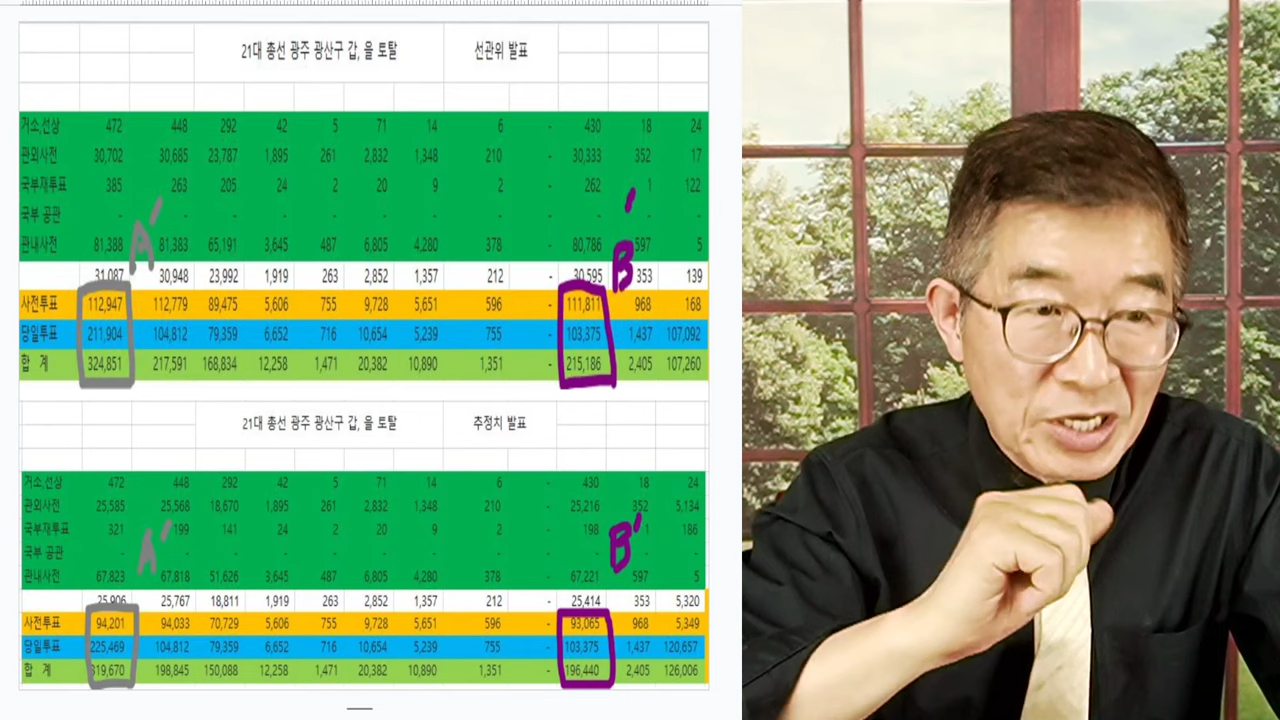 21대 총선 광주 광산구 갑, 을 토탈 선관위 발표
거소,선상 472 448 292 42 5 71 14 6 - 430 18 24
관외사전 30,702 30,685 23,787 1,895 261 2,832 1,348 210 - 30,333 352 17
국부재투표 385 263 205 24 2 20 9 2 - 262 1 122
국부 공관 - - - - - - - - - - - -
관내사전 81,388 81,383 65,191 3,645 487 6,805 4,280 378 - 80,786 597 5
31,087 30,948 23,992 1,919 263 2,852 1,357 212 - 30,595 353 139
사전투표 112,947 112,779 89,475 5,606 755 9,728 5,651 596 - 111,811 968 168
당일투표 211,904 104,812 79,359 6,652 716 10,654 5,239 755 - 103,375 1,437 107,092
합 계 324,851 217,591 168,834 12,258 1,471 20,382 10,890 1,351 - 215,186 2,405 107,260
A'
B'
21대 총선 광주 광산구 갑, 을 토탈 추정치 발표
거소,선상 472 448 292 42 5 71 14 6 - 430 18 24
관외사전 25,585 25,568 18,670 1,895 261 2,832 1,348 210 - 25,216 352 5,134
국부재투표 321 199 141 24 2 20 9 2 - 198 1 186
국부 공관 - - - - - - - - - - - -
관내사전 67,823 67,818 51,626 3,645 487 6,805 4,280 378 - 67,221 597 5
25,906 25,767 18,811 1,919 263 2,852 1,357 212 - 25,414 353 5,320
사전투표 94,201 94,033 70,729 5,606 755 9,728 5,651 596 - 93,065 968 5,349
당일투표 225,469 104,812 79,359 6,652 716 10,654 5,239 755 - 103,375 1,437 120,657
합 계 319,670 198,845 150,088 12,258 1,471 20,382 10,890 1,351 - 196,440 2,405 126,006
A'
B'